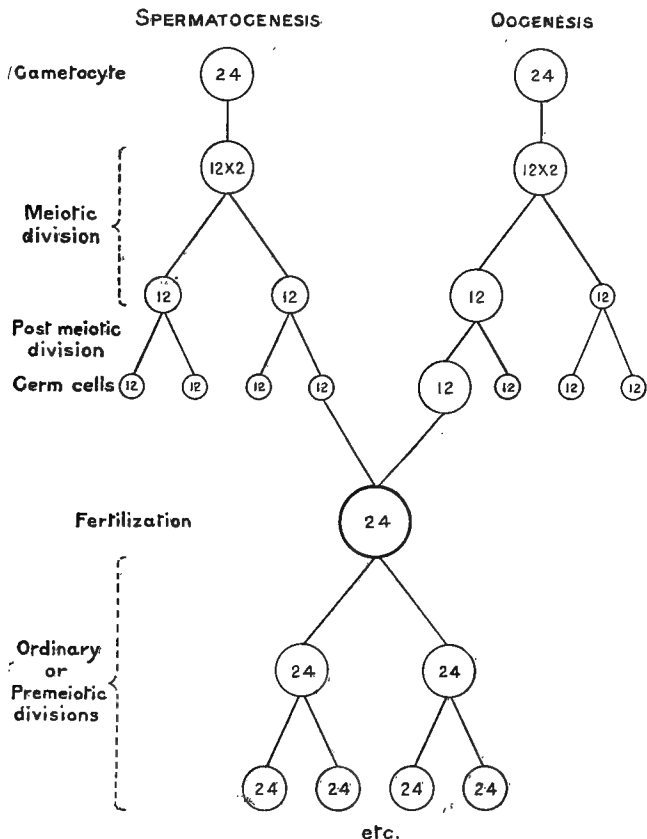 SPERMATOGENESIS OOGENESIS
Gametocyte 24 24
12X2 12X2
Meiotic
division
12 12 12 12
Post meiotic
division
Germ cells 12 12 12 12 12 12 12 12
Fertilization 24
Ordinary
or
Premeiotic
divisions
24 24
24 24 24 24
etc.